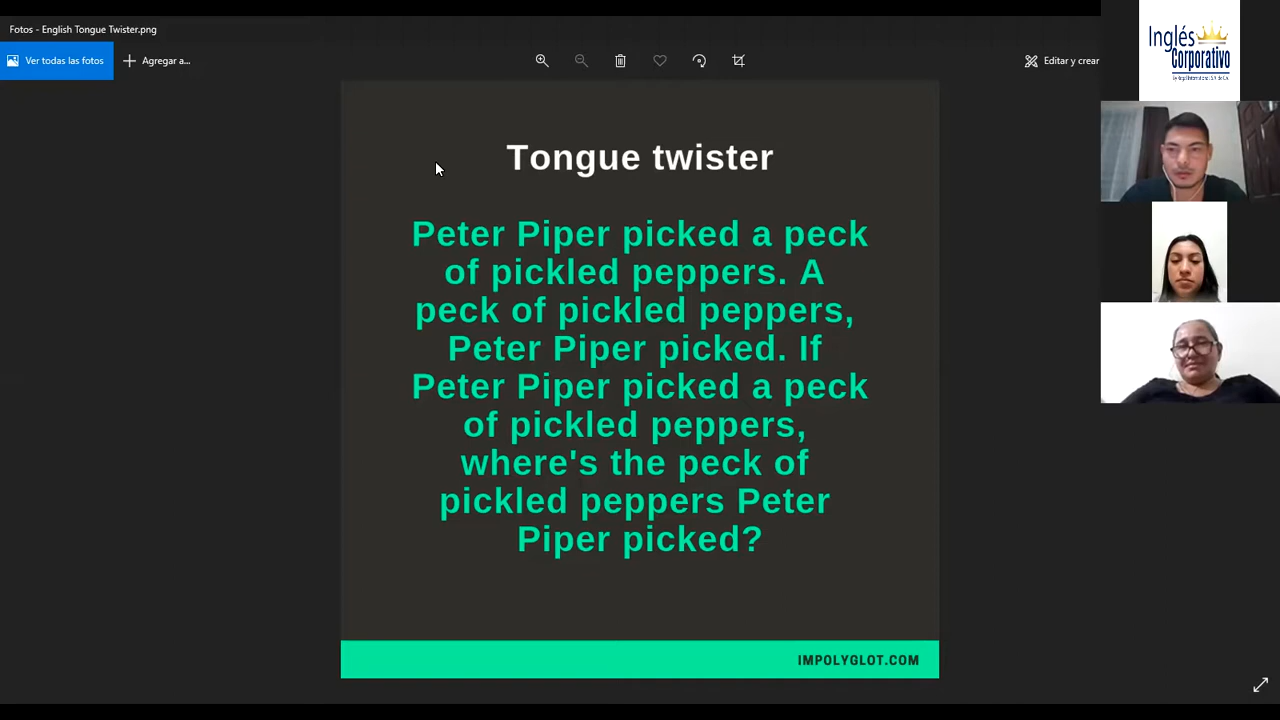 Fotos - English Tongue Twister.png
Ver todas las fotos
Agregar a...
Editar y crear
Inglés
Corporativo
Tongue twister
Peter Piper picked a peck
of pickled peppers. A
peck of pickled peppers,
Peter Piper picked. If
Peter Piper picked a peck
of pickled peppers,
where's the peck of
pickled peppers Peter
Piper picked?
IMPOLYGLOT.COM